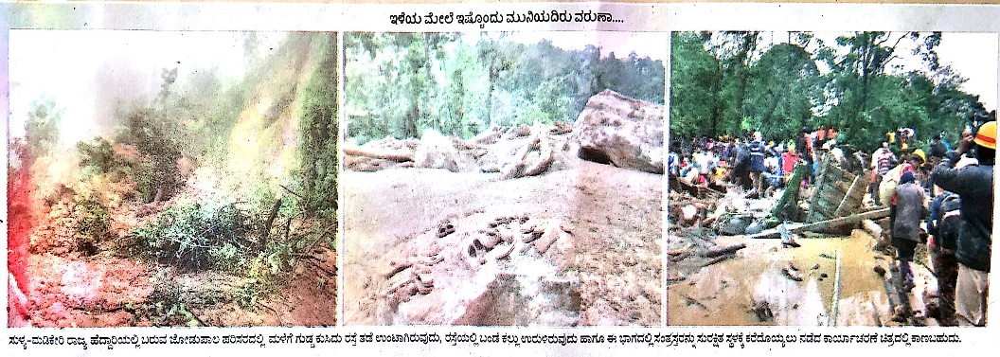 ಇಳೆಯ ಮೇಲೆ ಇಷ್ಟೊಂದು ಮುನಿಯದಿರು ವರುಣಾ....
ಸುಳ್ಯ-ಮಡಿಕೇರಿ ರಾಜ್ಯ ಹೆದ್ದಾರಿಯಲ್ಲಿ ಬರುವ ಜೋಡುಪಾಲ ಪರಿಸರದಲ್ಲಿ ಮಳೆಗೆ ಗುಡ್ಡ ಕುಸಿದು ರಸ್ತೆ ತಡೆ ಉಂಟಾಗಿರುವುದು, ರಸ್ತೆಯಲ್ಲಿ ಬಂಡೆ ಕಲ್ಲು ಉರುಳಿರುವುದು ಹಾಗೂ ಈ ಭಾಗದಲ್ಲಿ ಸಂತ್ರಸ್ತರನ್ನು ಸುರಕ್ಷಿತ ಸ್ಥಳಕ್ಕೆ ಕರೆದೊಯ್ಯಲು ನಡೆದ ಕಾರ್ಯಾಚರಣೆ ಚಿತ್ರದಲ್ಲಿ ಕಾಣಬಹುದು.